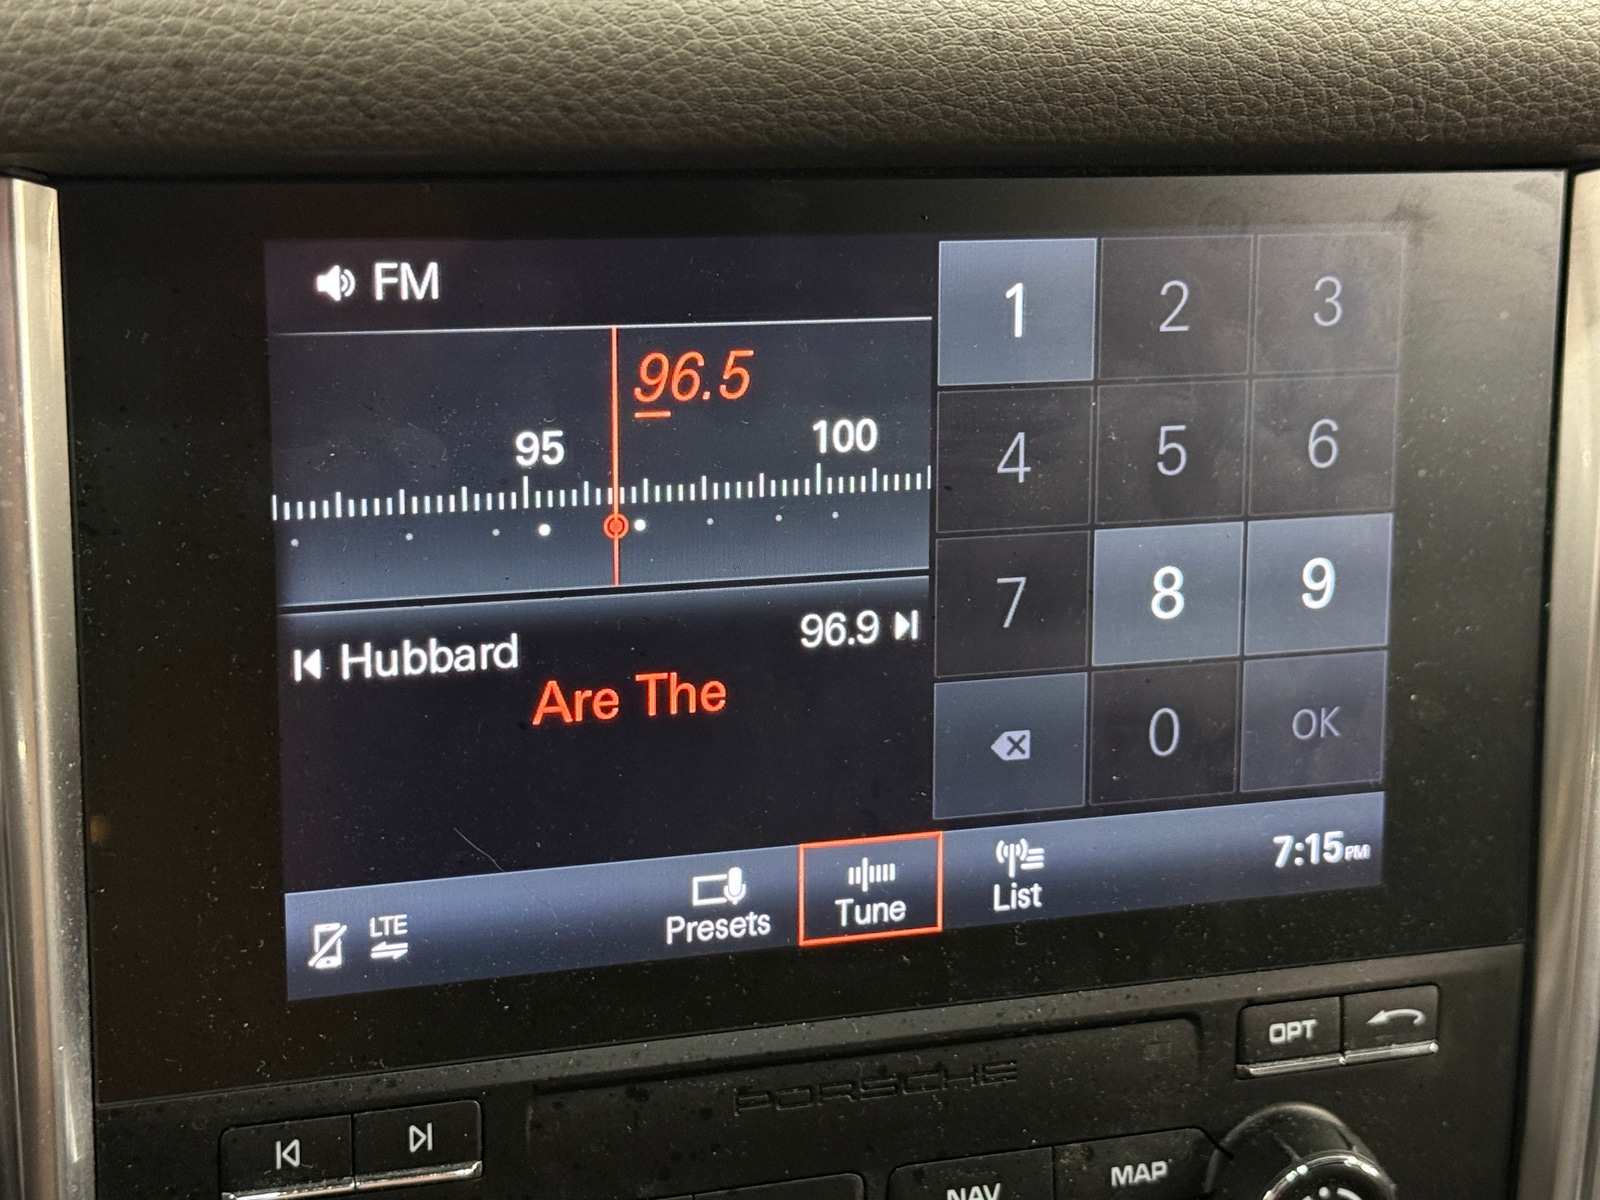 FM
96.5
95
100
Hubbard
96.9
Are The
1 2 3
4 5 6
7 8 9
0 OK
LTE
Presets
Tune
List
7:15PM
OPT
PORSCHE
NAV
MAP